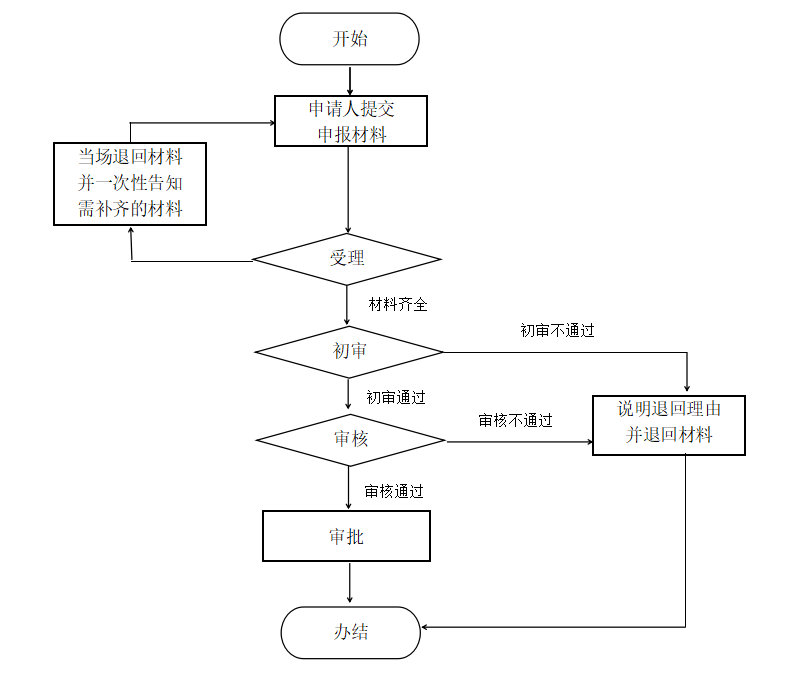 开始
申请人提交
申报材料
当场退回材料
并一次性告知
需补齐的材料
受理
材料齐全
初审不通过
初审
初审通过
说明退回理由
并退回材料
审核不通过
审核
审核通过
审批
办结